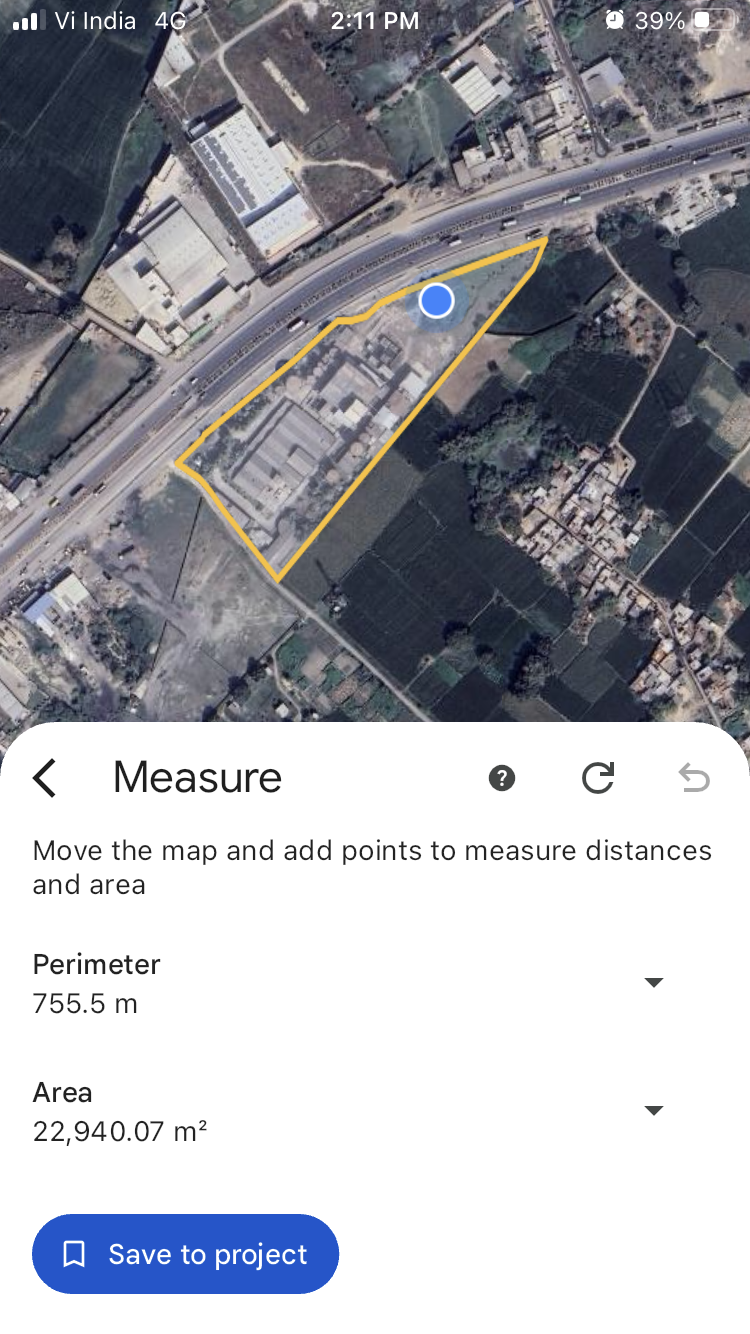 Vi India 4G 2:11 PM 39%
Measure
Move the map and add points to measure distances
and area
Perimeter
755.5 m
Area
22,940.07 m²
Save to project